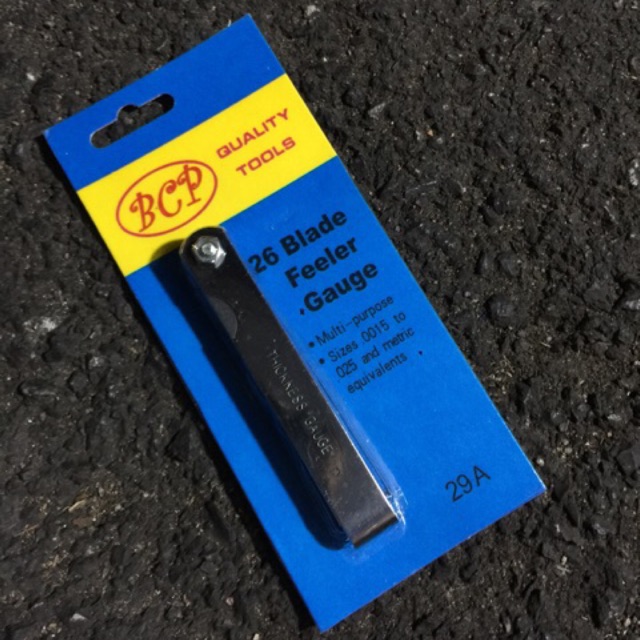 BCP
QUALITY
TOOLS
26 Blade
Feeler
Gauge
• Multi-purpose
• Sizes 0015 to
025 and metric
equivalents
THICKNESS GAUGE
29A